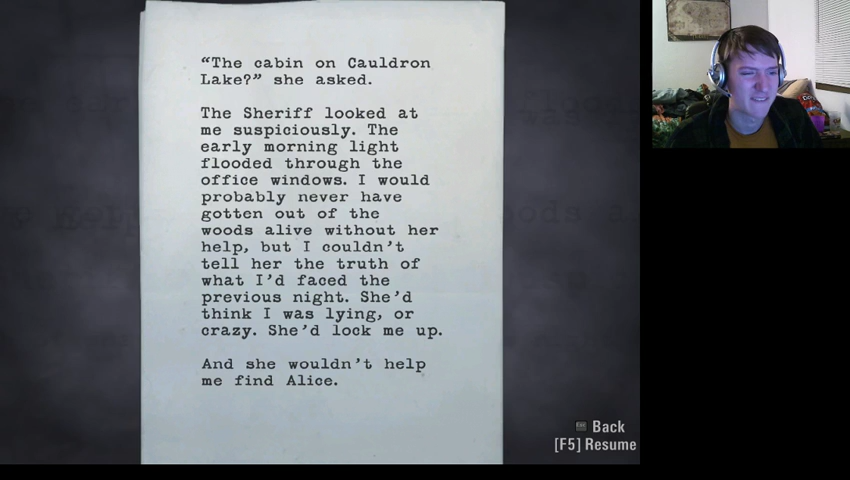 “The cabin on Cauldron
Lake?” she asked.
The Sheriff looked at
me suspiciously. The
early morning light
flooded through the
office windows. I would
probably never have
gotten out of the
woods alive without her
help, but I couldn’t
tell her the truth of
what I’d faced the
previous night. She’d
think I was lying, or
crazy. She’d lock me up.
And she wouldn’t help
me find Alice.
Back
[F5] Resume